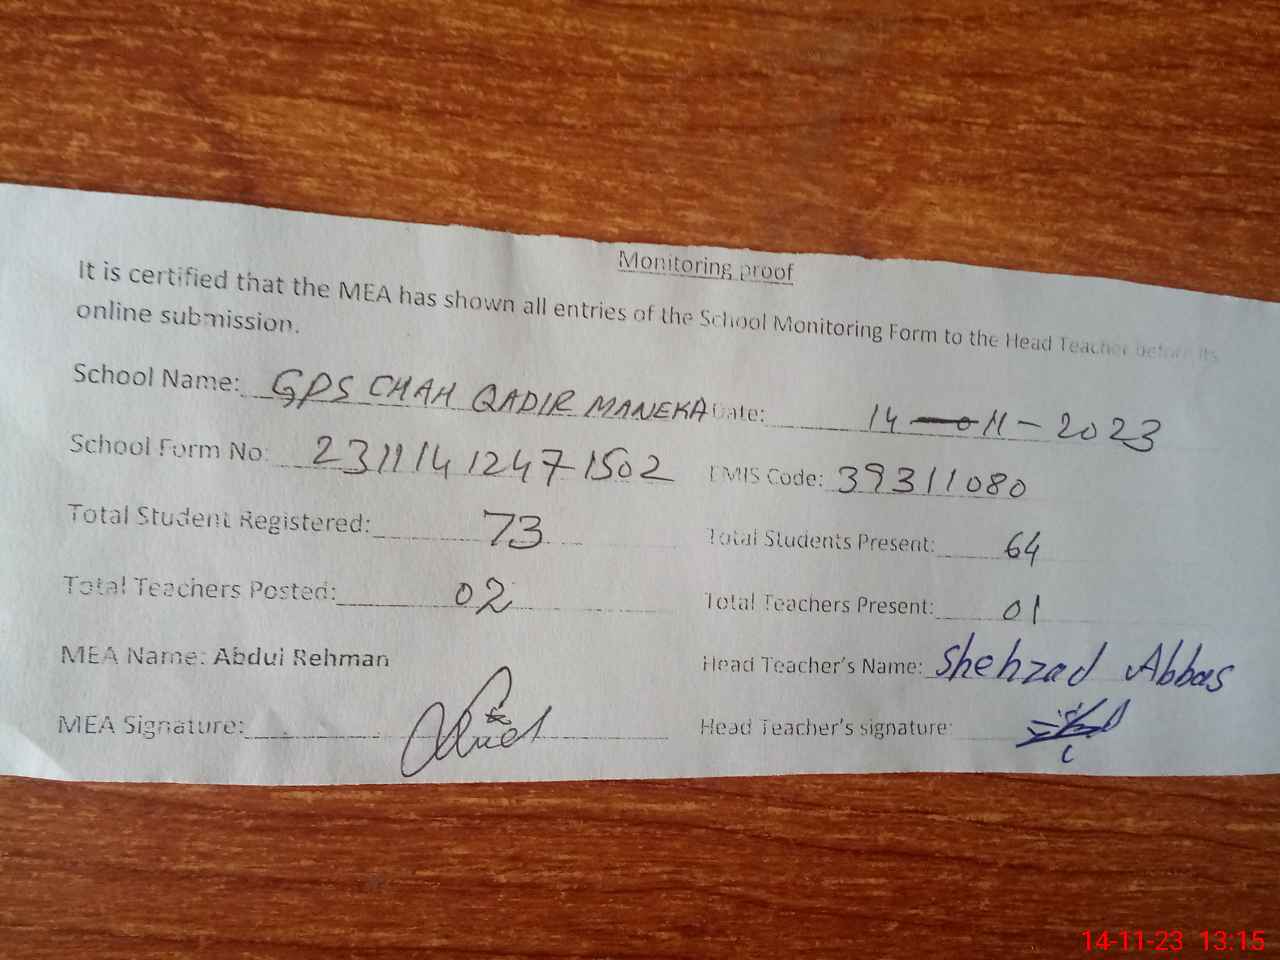 Monitoring proof
It is certified that the MEA has shown all entries of the School Monitoring Form to the Head Teacher before its
online submission.
School Name: GPS CHAH QADIR MANEKA Date: 14 - 11 - 2023
School Form No: 23111412471502 EMIS Code: 39311080
Total Student Registered: 73 Total Students Present: 64
Total Teachers Posted: 02 Total Teachers Present: 01
MEA Name: Abdul Rehman Head Teacher's Name: Shehzad Abbas
MEA Signature: Head Teacher's signature:
14-11-23 13:15